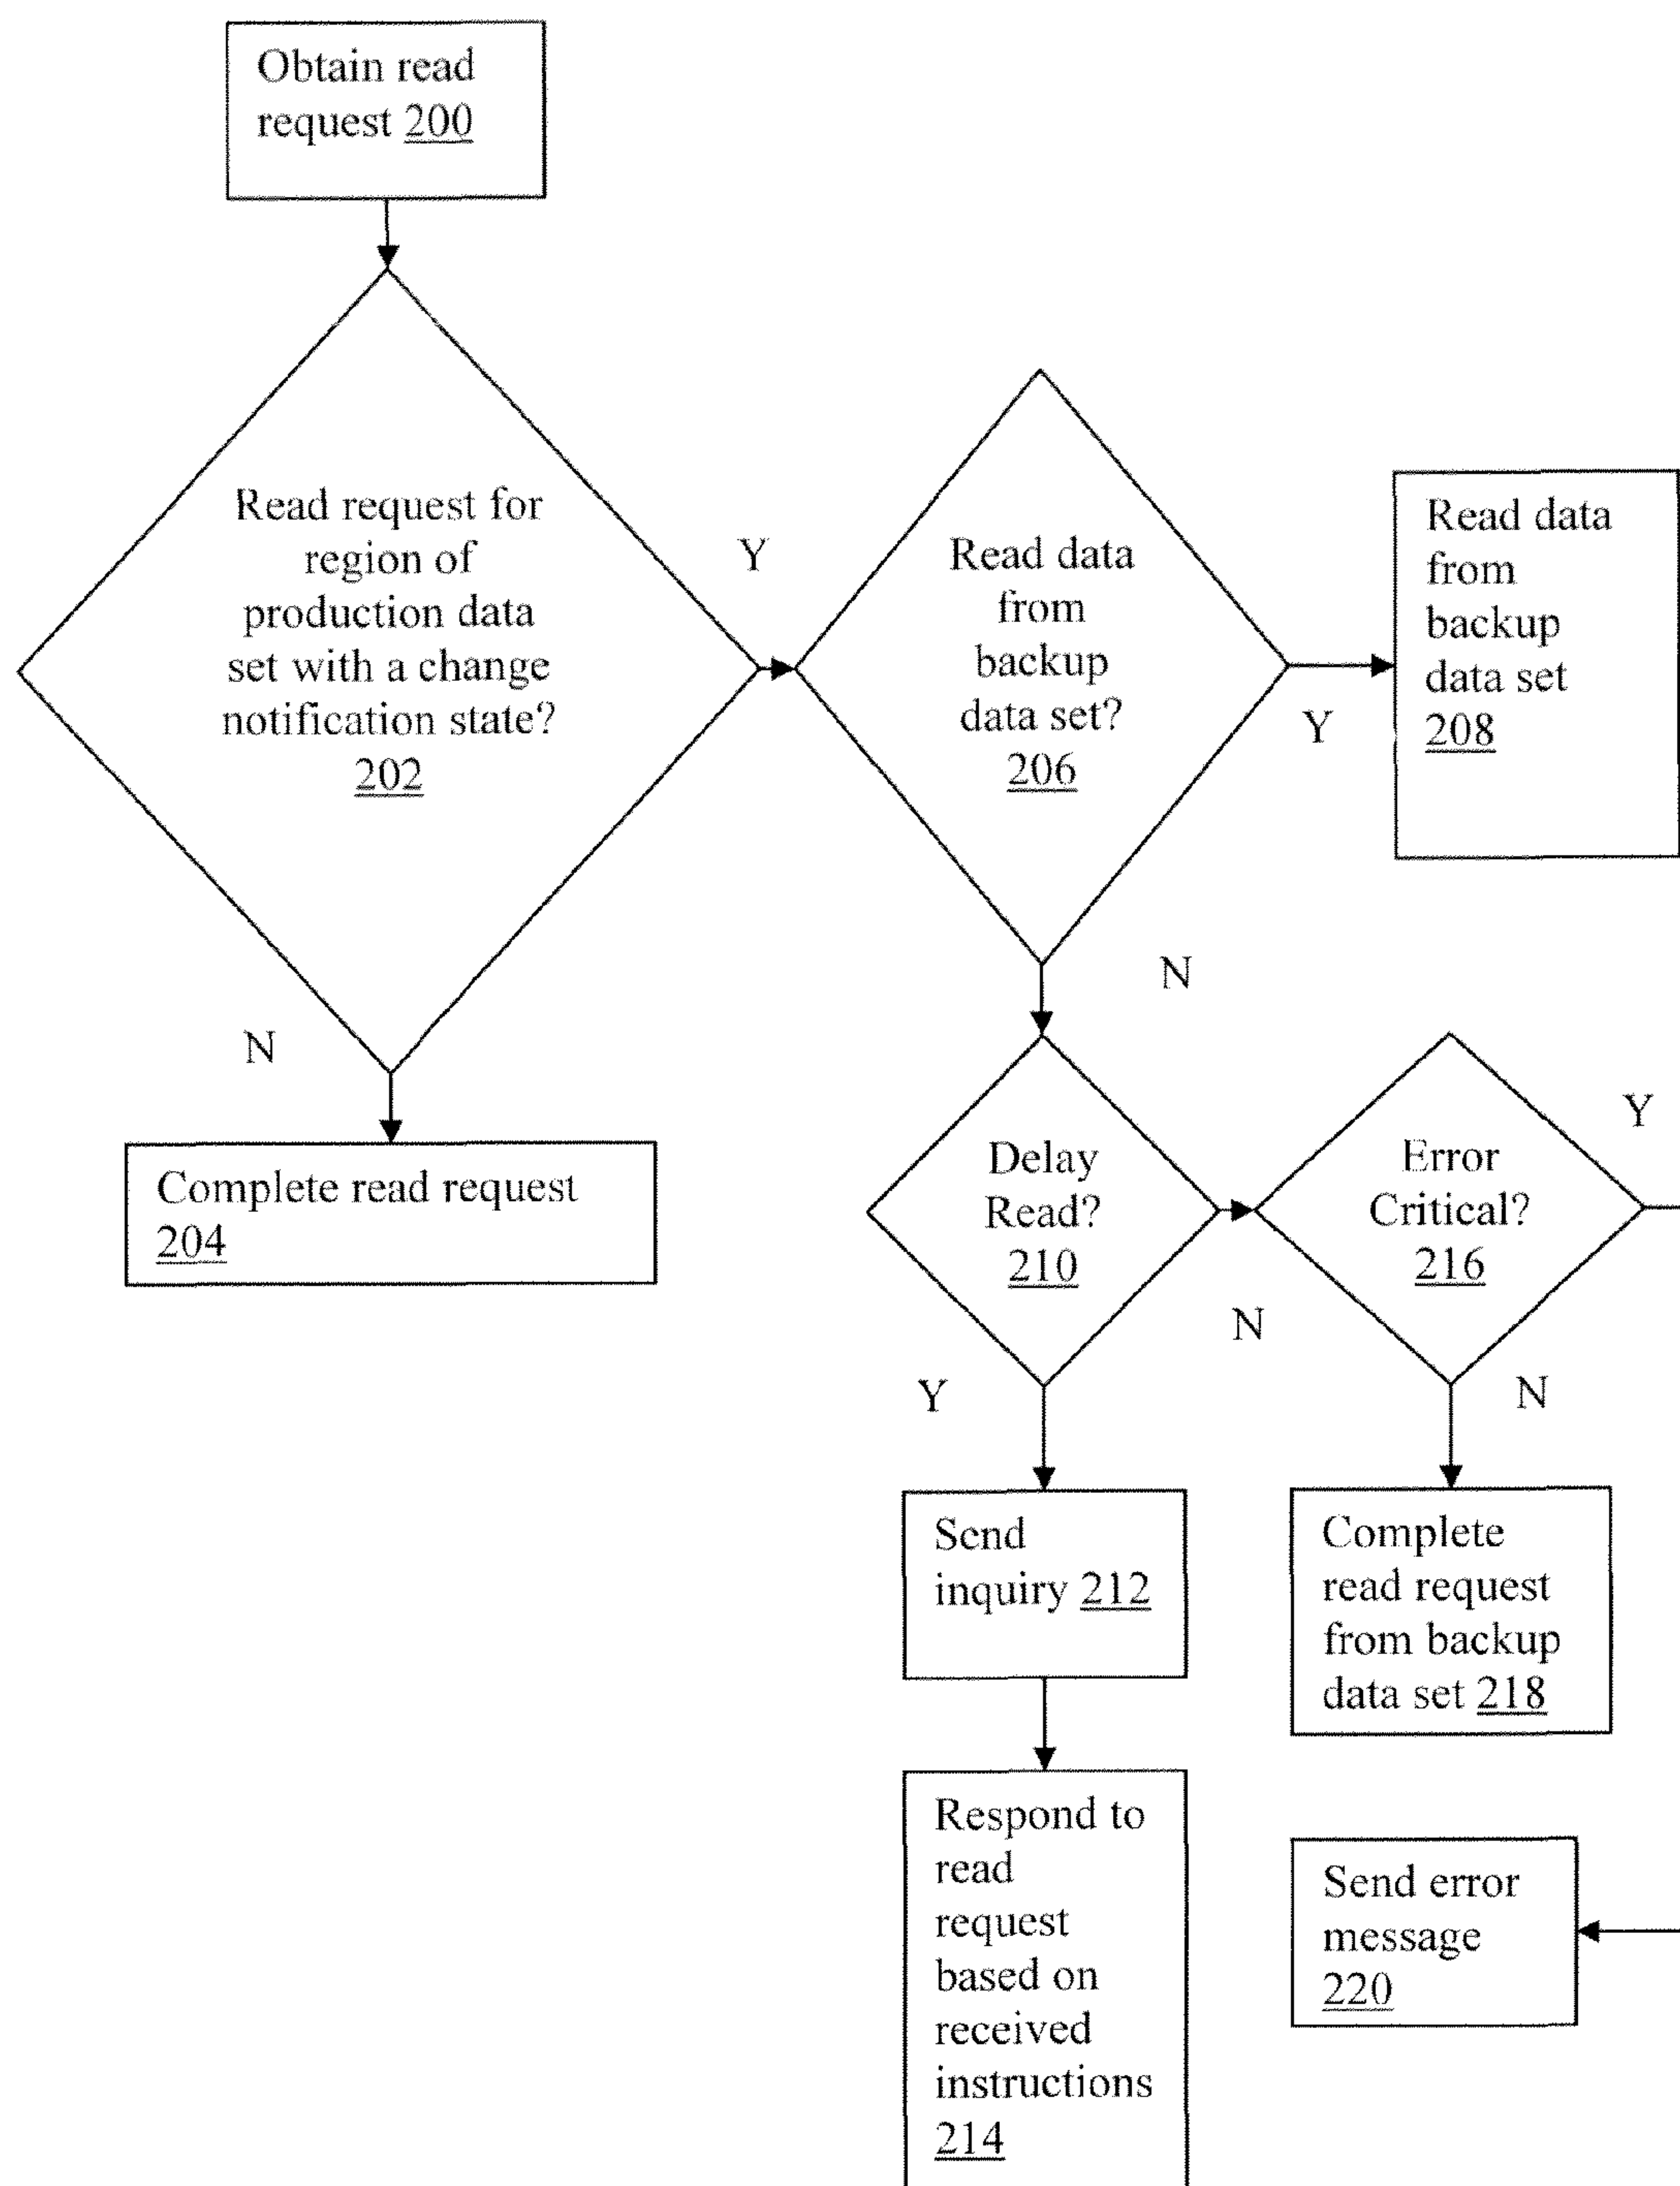 Obtain read
request 200
Read request for
region of
production data
set with a change
notification state?
202
Y
Read data
from
backup
data set?
206
Y
Read data
from
backup
data set
208
N
Complete read request
204
N
Delay
Read?
210
N
Error
Critical?
216
Y
Y
Send
inquiry 212
N
Complete
read request
from backup
data set 218
Respond to
read
request
based on
received
instructions
214
Send error
message
220